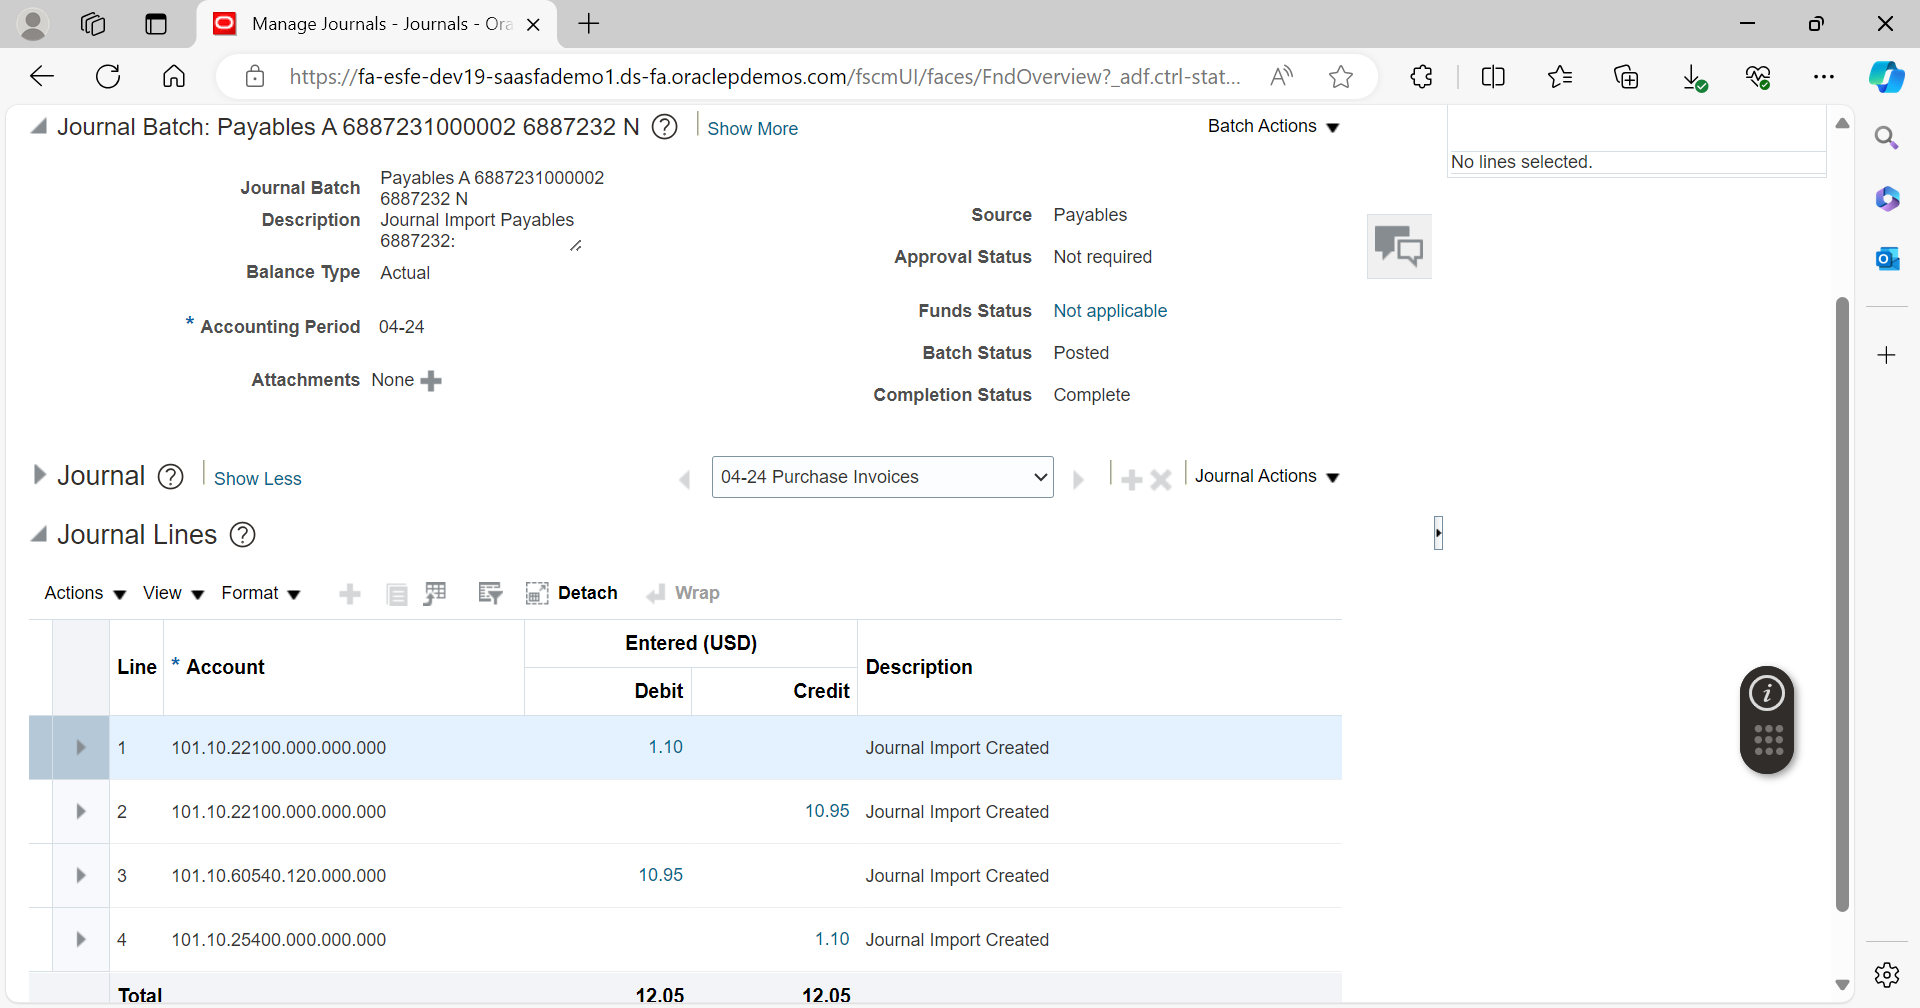 Manage Journals - Journals - Ora
https://fa-esfe-dev19-saasfademo1.ds-fa.oraclepdemos.com/fscmUI/faces/FndOverview?_adf.ctrl-stat...
Journal Batch: Payables A 6887231000002 6887232 N
Show More
Batch Actions
No lines selected.
Journal Batch Payables A 6887231000002
6887232 N
Description Journal Import Payables
6887232:
Balance Type Actual
* Accounting Period 04-24
Attachments None
Source Payables
Approval Status Not required
Funds Status Not applicable
Batch Status Posted
Completion Status Complete
Journal
Show Less
04-24 Purchase Invoices
Journal Actions
Journal Lines
Actions View Format Detach Wrap
Line * Account Entered (USD) Description
Debit Credit
1 101.10.22100.000.000.000 1.10 Journal Import Created
2 101.10.22100.000.000.000 10.95 Journal Import Created
3 101.10.60540.120.000.000 10.95 Journal Import Created
4 101.10.25400.000.000.000 1.10 Journal Import Created
Total 12.05 12.05